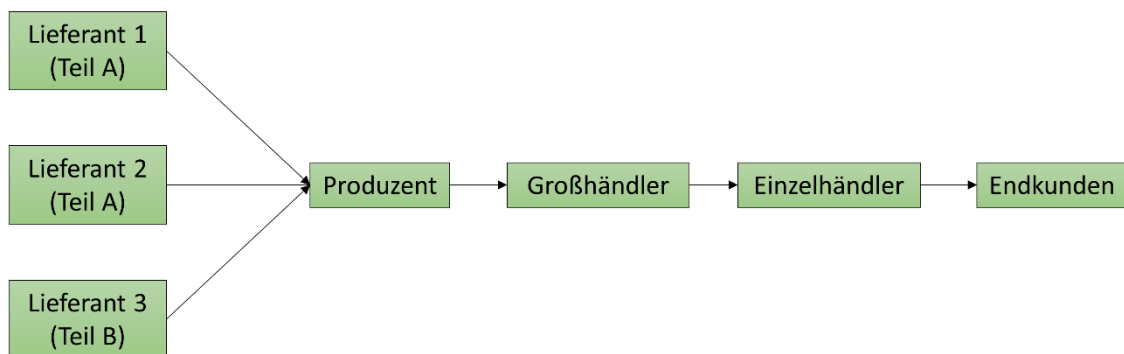 Lieferant 1
(Teil A)
Lieferant 2
(Teil A)
Produzent
Großhändler
Einzelhändler
Endkunden
Lieferant 3
(Teil B)